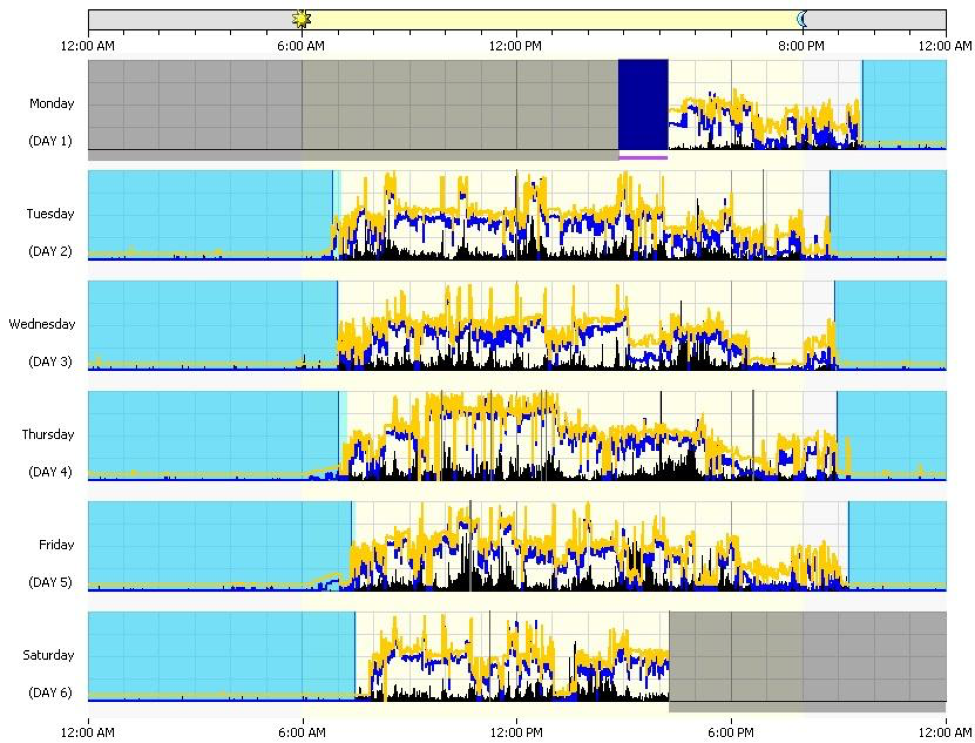 12:00 AM 6:00 AM 12:00 PM 8:00 PM 12:00 AM
Monday
(DAY 1)
Tuesday
(DAY 2)
Wednesday
(DAY 3)
Thursday
(DAY 4)
Friday
(DAY 5)
Saturday
(DAY 6)
12:00 AM 6:00 AM 12:00 PM 6:00 PM 12:00 AM